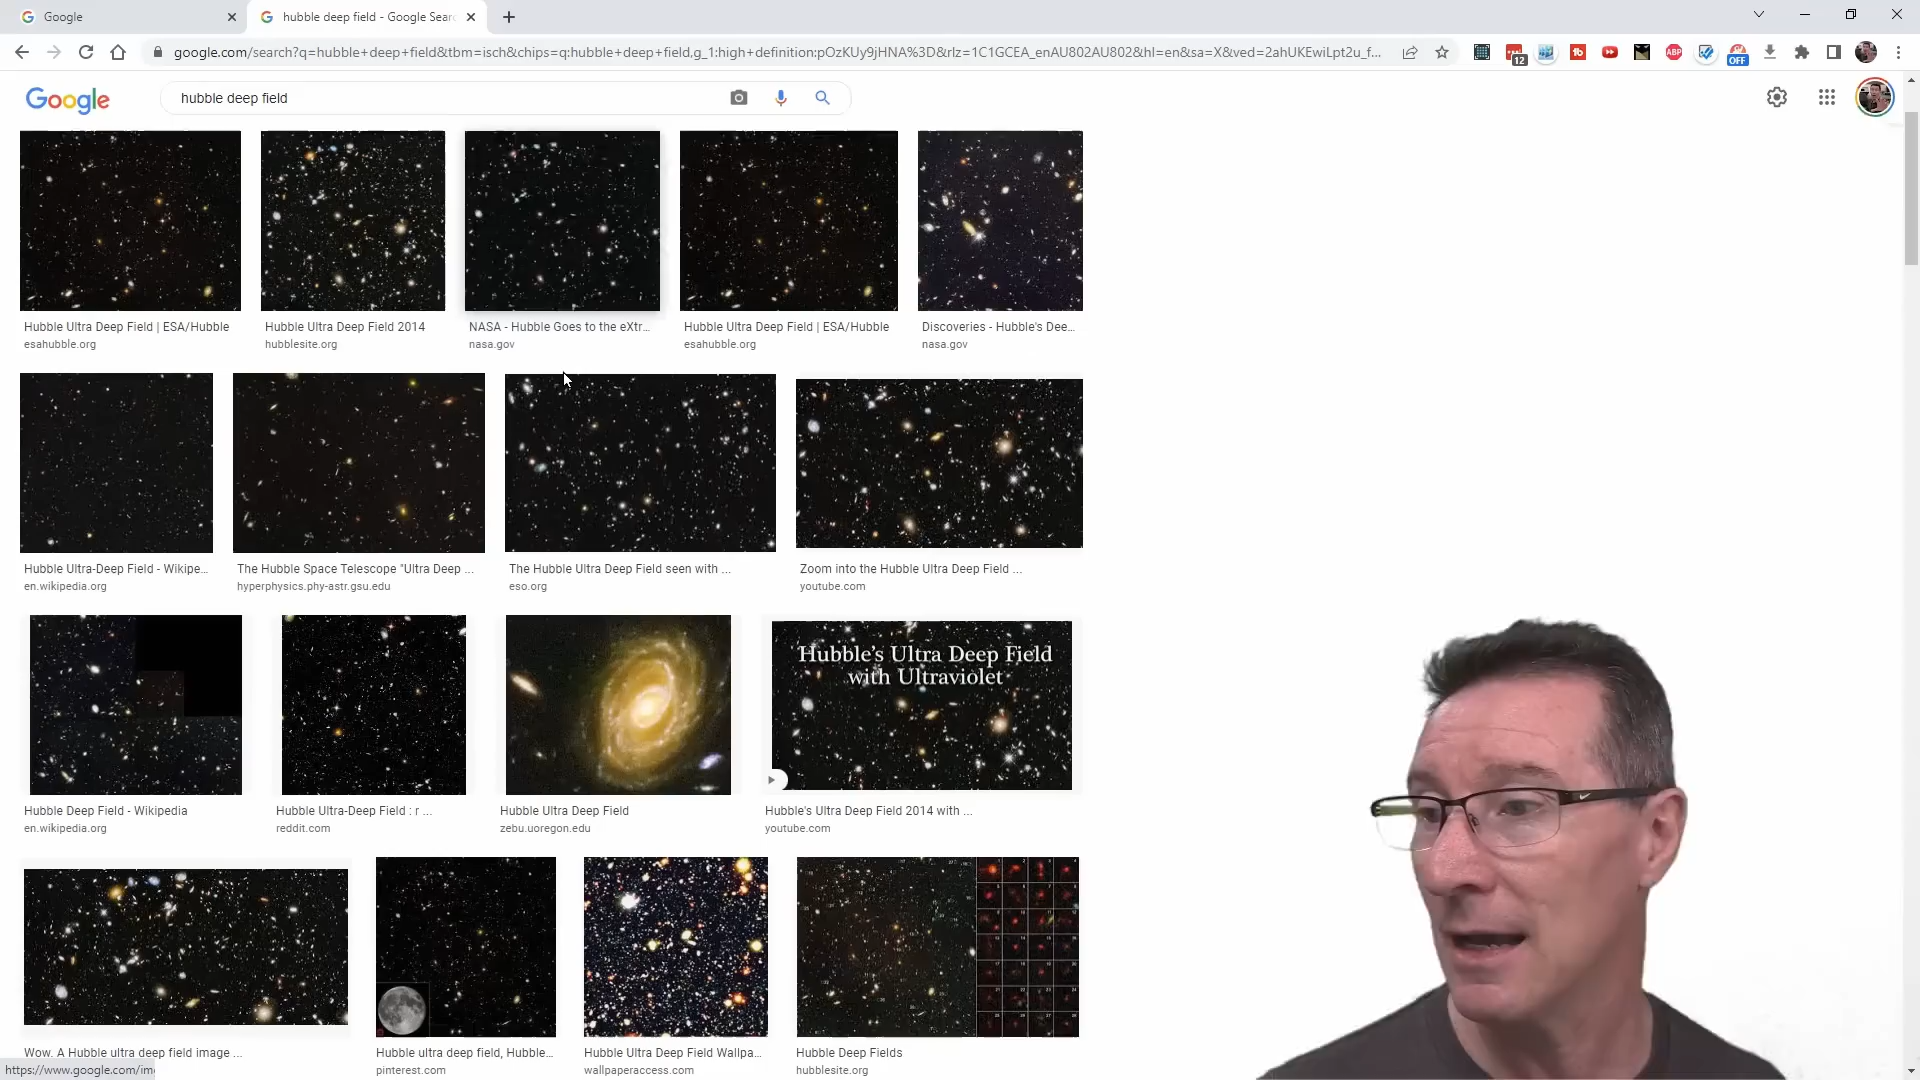 Google
hubble deep field - Google Sear
google.com/search?q=hubble+deep+field&tbm=isch&chips=q:hubble+deep+field,g_1:high+definition:pOzKUy9jHNA%3D&rlz=1C1GCEA_enAU802AU802&hl=en&sa=X&ved=2ahUKEwiLpt2u_f...
12
ABP
OFF
Google
hubble deep field
Hubble Ultra Deep Field | ESA/Hubble
esahubble.org
Hubble Ultra Deep Field 2014
hubblesite.org
NASA - Hubble Goes to the eXtr...
nasa.gov
Hubble Ultra Deep Field | ESA/Hubble
esahubble.org
Discoveries - Hubble's Dee...
nasa.gov
Hubble Ultra-Deep Field - Wikipe...
en.wikipedia.org
The Hubble Space Telescope "Ultra Deep ...
hyperphysics.phy-astr.gsu.edu
The Hubble Ultra Deep Field seen with ...
eso.org
Zoom into the Hubble Ultra Deep Field ...
youtube.com
Hubble's Ultra Deep Field
with Ultraviolet
Hubble Deep Field - Wikipedia
en.wikipedia.org
Hubble Ultra-Deep Field : r ...
reddit.com
Hubble Ultra Deep Field
zebu.uoregon.edu
Hubble's Ultra Deep Field 2014 with ...
youtube.com
Wow. A Hubble ultra deep field image ...
Hubble ultra deep field, Hubble...
pinterest.com
Hubble Ultra Deep Field Wallpa...
wallpaperaccess.com
Hubble Deep Fields
hubblesite.org
https://www.google.com/im